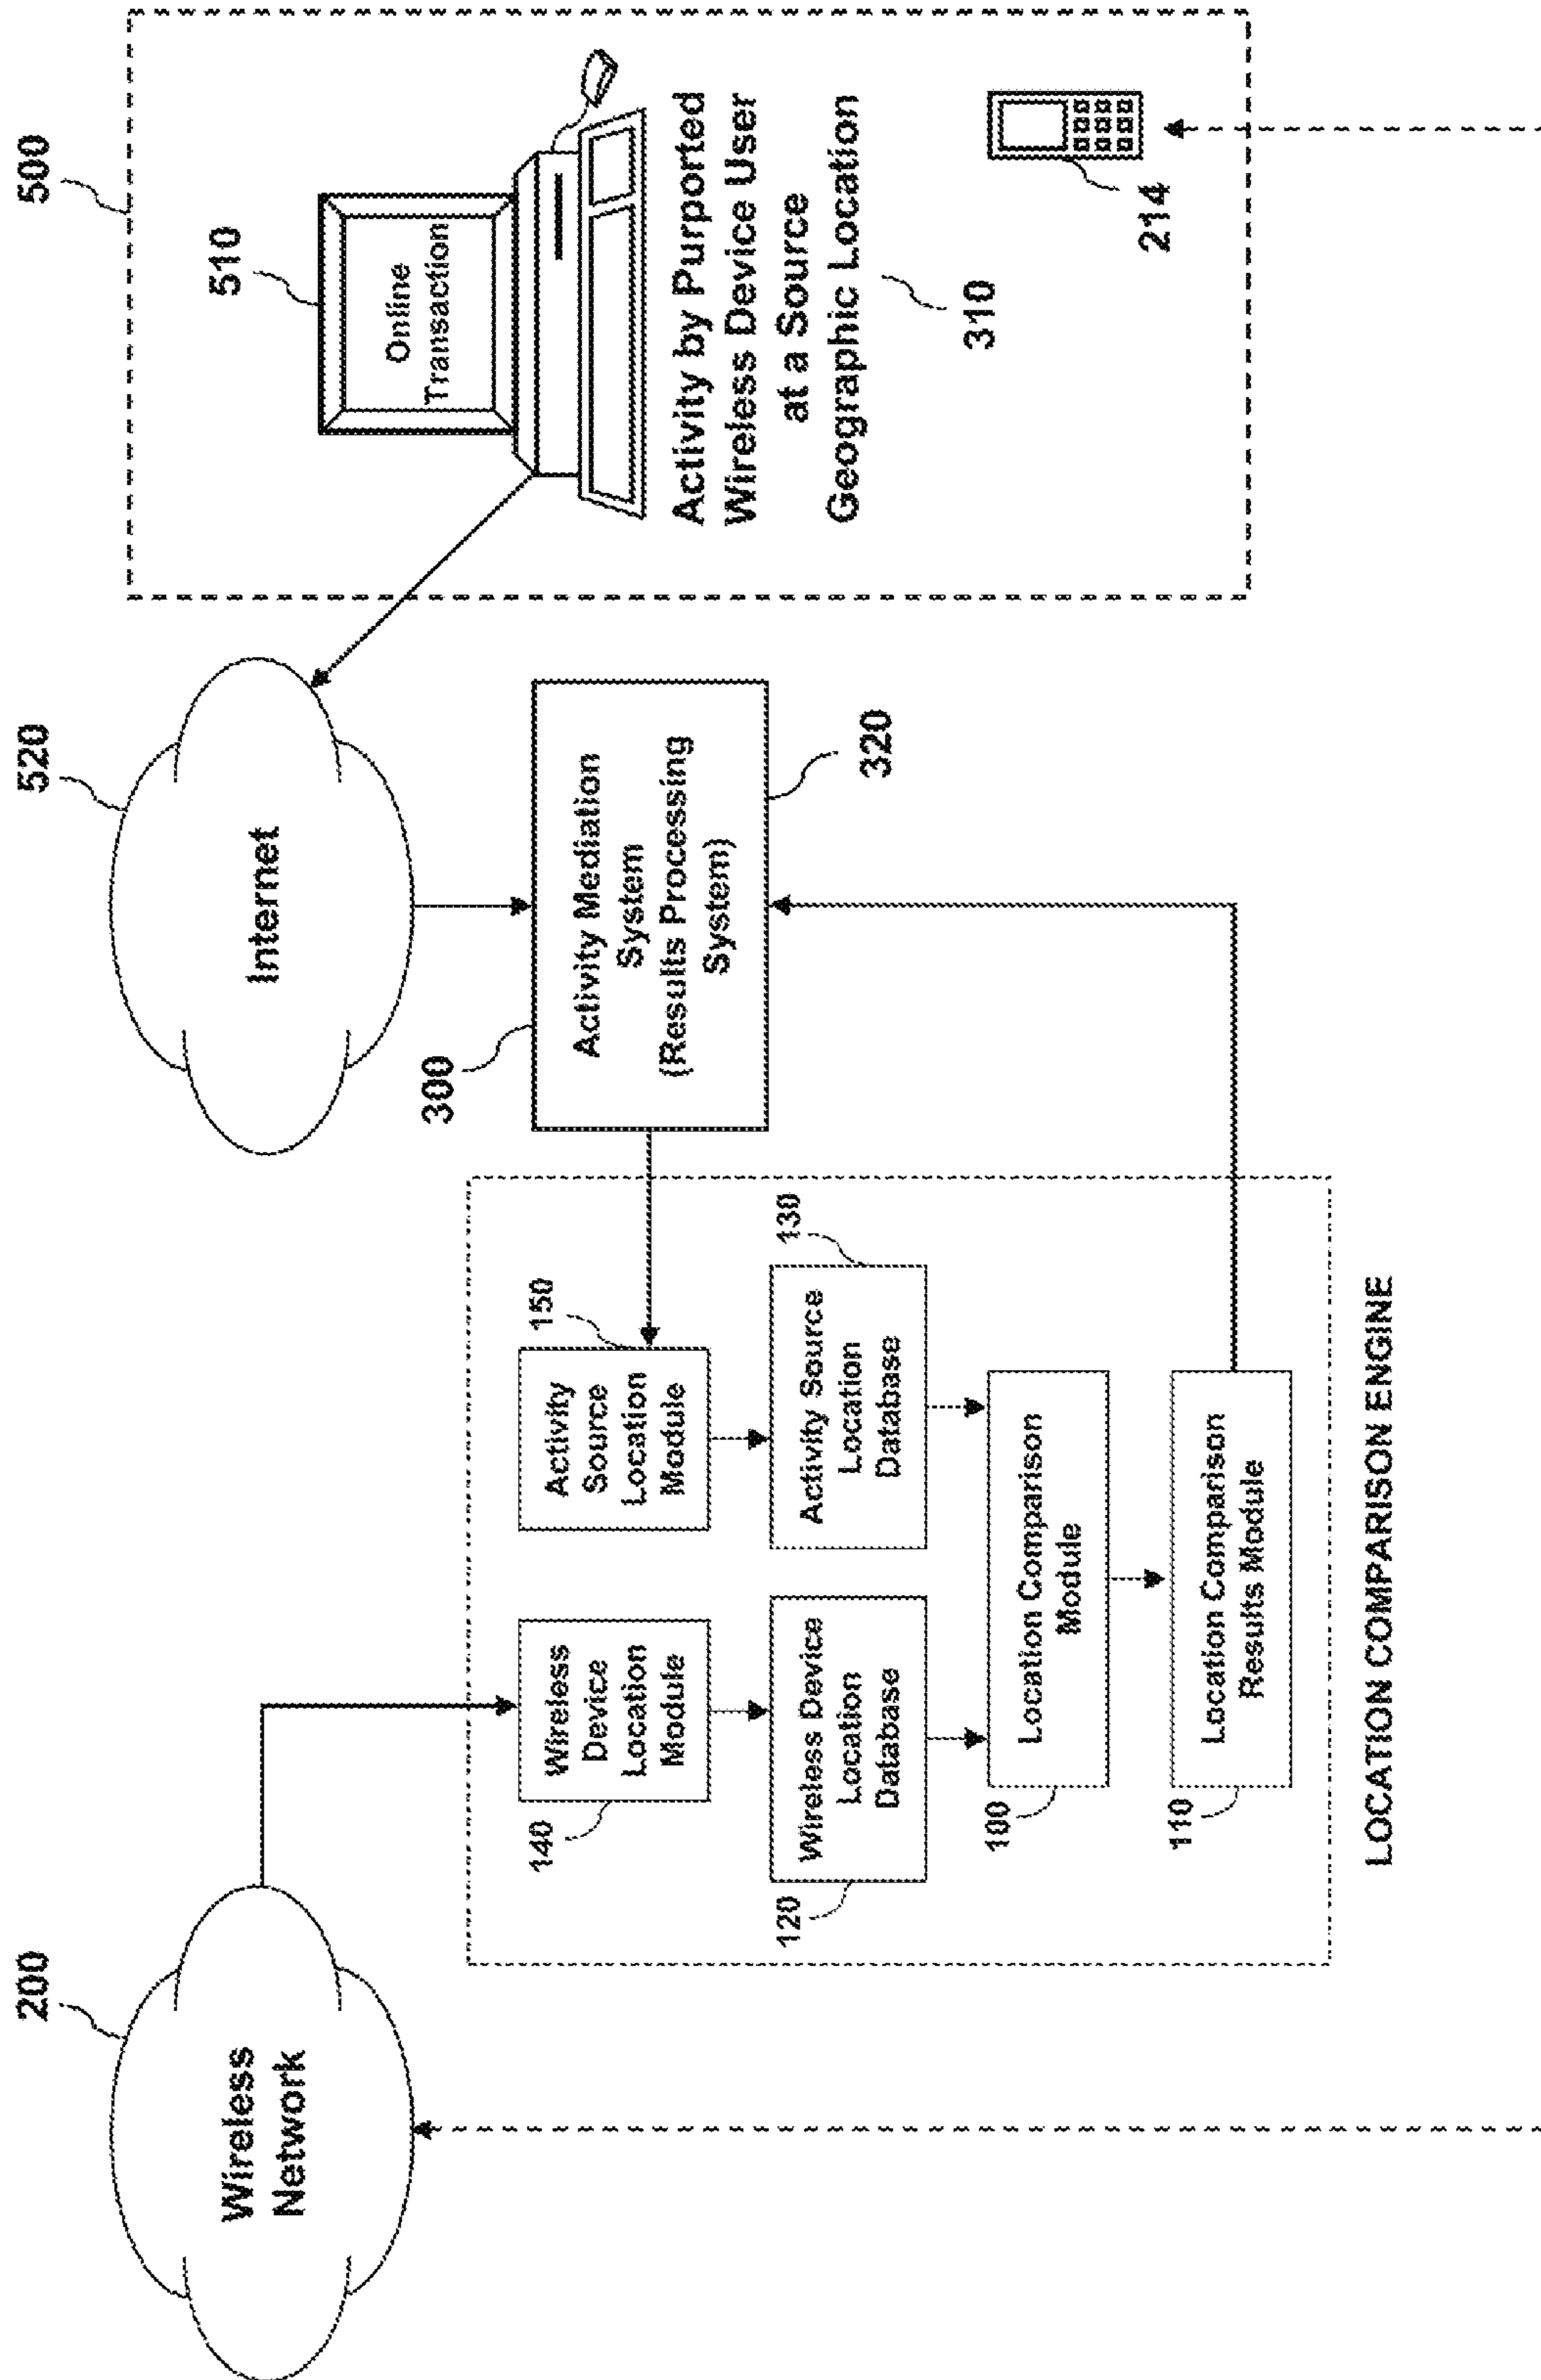 200
Wireless
Network
520
Internet
500
510
Online
Transaction
Activity by Purported
Wireless Device User
at a Source
Geographic Location
310
214
300
Activity Mediation
System
(Results Processing
System)
320
140
Wireless
Device
Location
Module
150
Activity
Source
Location
Module
120
Wireless Device
Location
Database
130
Activity Source
Location
Database
100
Location Comparison
Module
110
Location Comparison
Results Module
LOCATION COMPARISON ENGINE